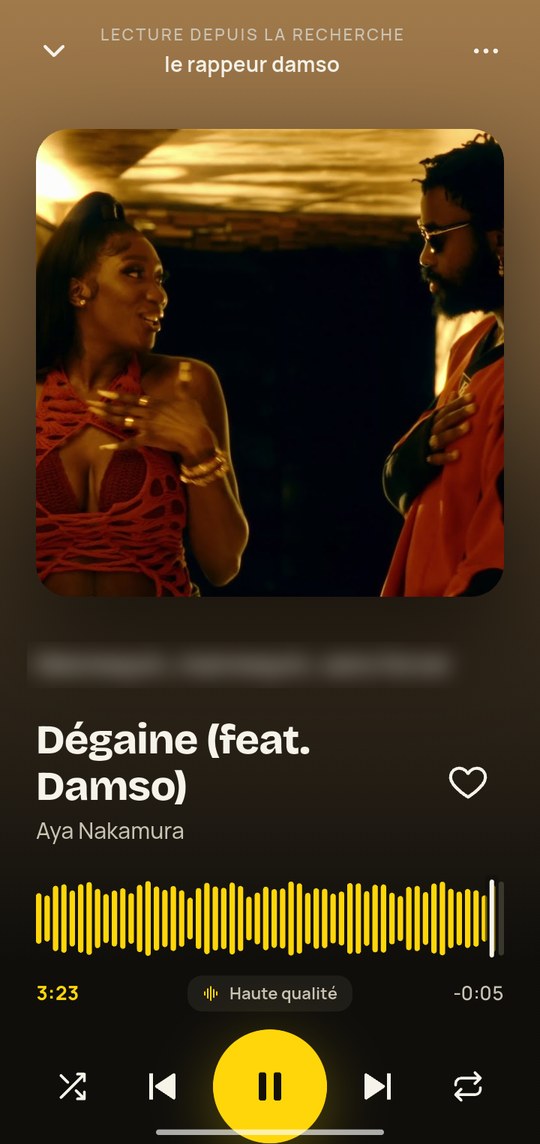 LECTURE DEPUIS LA RECHERCHE
le rappeur damso
Dégaine (feat.
Damso)
Aya Nakamura
3:23
Haute qualité
-0:05